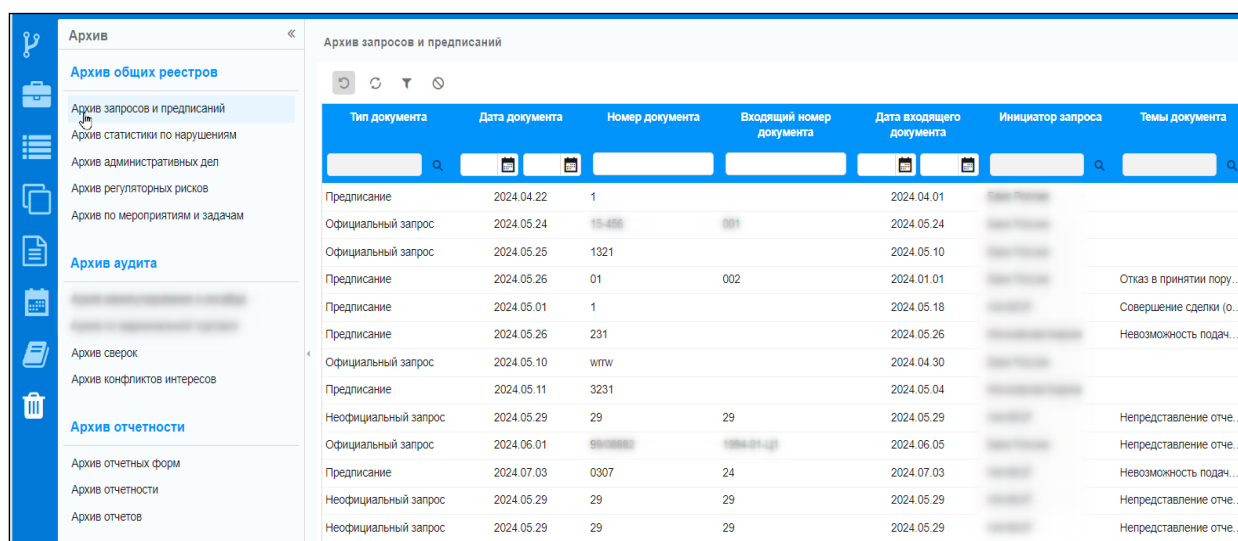 Архив «
Архив общих реестров
Архив запросов и предписаний
Архив статистики по нарушениям
Архив административных дел
Архив регуляторных рисков
Архив по мероприятиям и задачам
Архив аудита
Архив сверок
Архив конфликтов интересов
Архив отчетности
Архив отчетных форм
Архив отчетности
Архив отчетов
Архив запросов и предписаний
Тип документа Дата документа Номер документа Входящий номер документа Дата входящего документа Инициатор запроса Темы документа
Предписание 2024.04.22 1 2024.04.01
Официальный запрос 2024.05.24 2024.05.24
Официальный запрос 2024.05.25 1321 2024.05.10
Предписание 2024.05.26 01 002 2024.01.01 Отказ в принятии пору...
Предписание 2024.05.01 1 2024.05.18 Совершение сделки (о...
Предписание 2024.05.26 231 2024.05.26 Невозможность подач...
Официальный запрос 2024.05.10 wrrw 2024.04.30
Предписание 2024.05.11 3231 2024.05.04
Неофициальный запрос 2024.05.29 29 29 2024.05.29 Непредставление отче...
Официальный запрос 2024.06.01 2024.06.05 Непредставление отче...
Предписание 2024.07.03 0307 24 2024.07.03 Невозможность подач...
Неофициальный запрос 2024.05.29 29 29 2024.05.29 Непредставление отче...
Неофициальный запрос 2024.05.29 29 29 2024.05.29 Непредставление отче...